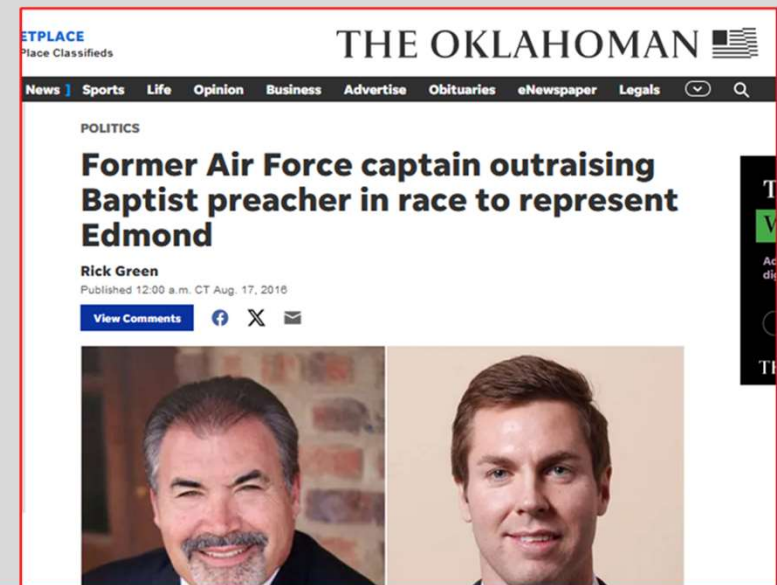 ETPLACE
Place Classifieds
THE OKLAHOMAN
News Sports Life Opinion Business Advertise Obituaries eNewspaper Legals
POLITICS
Former Air Force captain outraising
Baptist preacher in race to represent
Edmond
Rick Green
Published 12:00 a.m. CT Aug. 17, 2016
View Comments